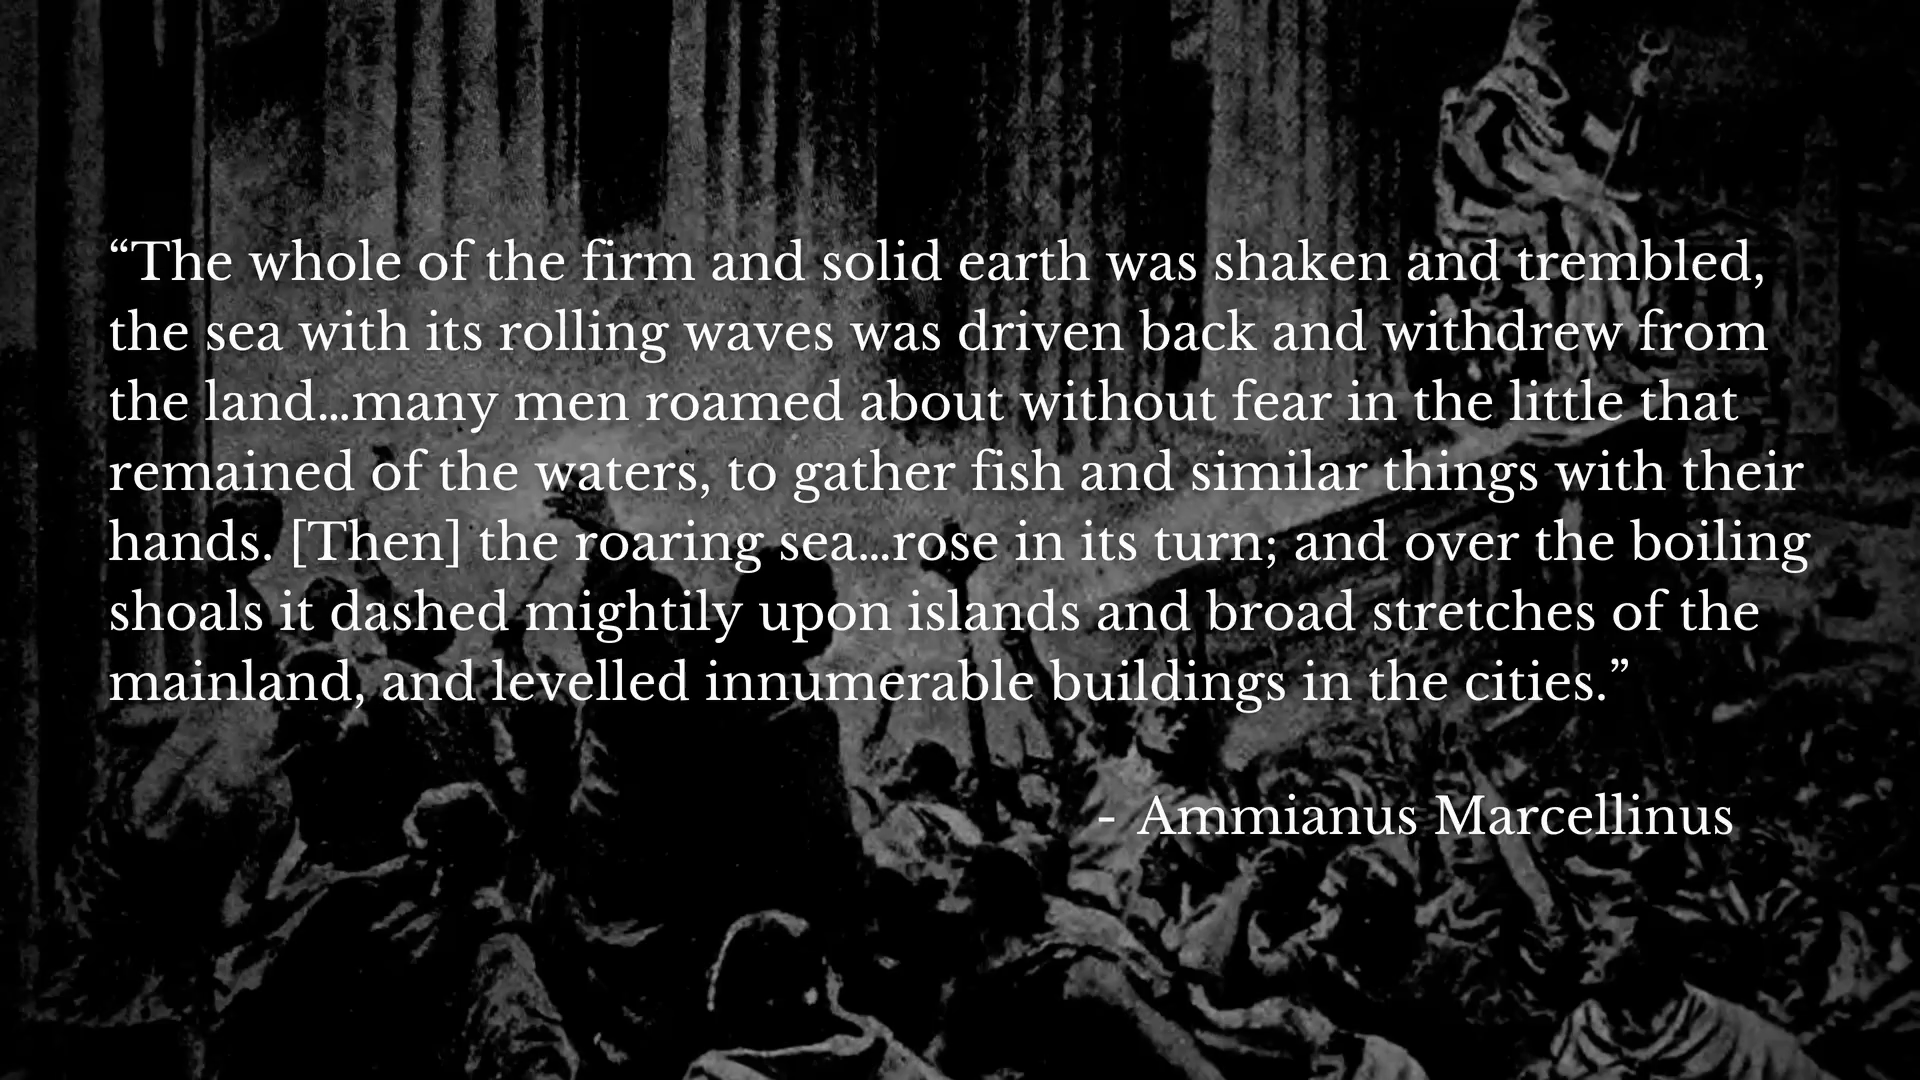 “The whole of the firm and solid earth was shaken and trembled,
the sea with its rolling waves was driven back and withdrew from
the land...many men roamed about without fear in the little that
remained of the waters, to gather fish and similar things with their
hands. [Then] the roaring sea...rose in its turn; and over the boiling
shoals it dashed mightily upon islands and broad stretches of the
mainland, and levelled innumerable buildings in the cities.”
- Ammianus Marcellinus